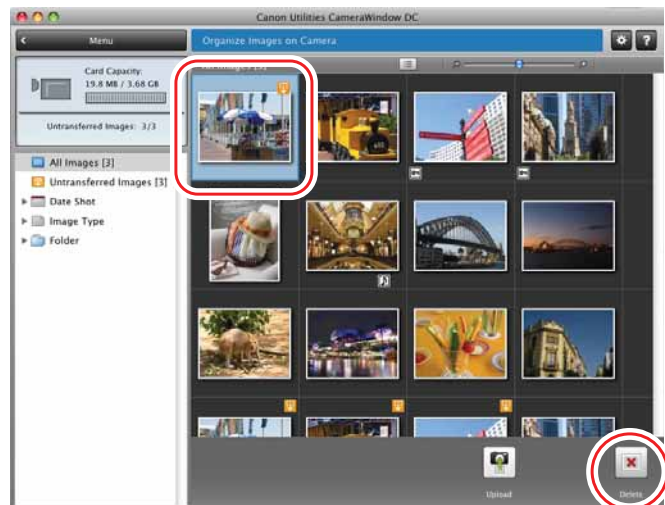 Canon Utilities CameraWindow DC
Menu
Organize Images on Camera
?
Card Capacity:
19.8 MB / 3.68 GB
Untransferred Images: 3/3
All Images [3]
Untransferred Images [3]
Date Shot
Image Type
Folder
Upload
Delete